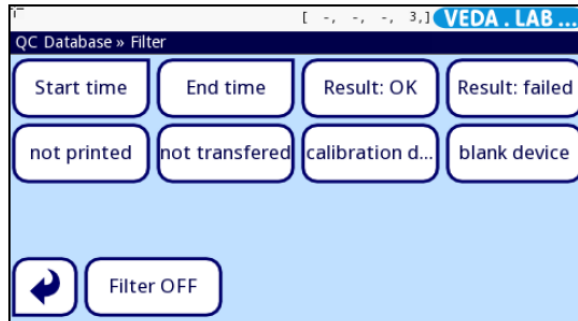 [ -, -, -, 3,] VEDA . LAB ...
QC Database » Filter
Start time End time Result: OK Result: failed
not printed not transfered calibration d... blank device
Filter OFF